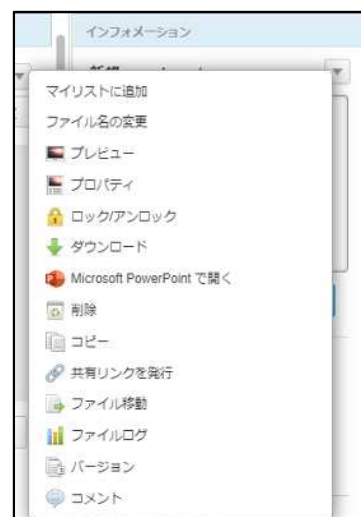 インフォメーション
マイリストに追加
ファイル名の変更
プレビュー
プロパティ
ロック/アンロック
ダウンロード
Microsoft PowerPoint で開く
削除
コピー
共有リンクを発行
ファイル移動
ファイルログ
バージョン
コメント